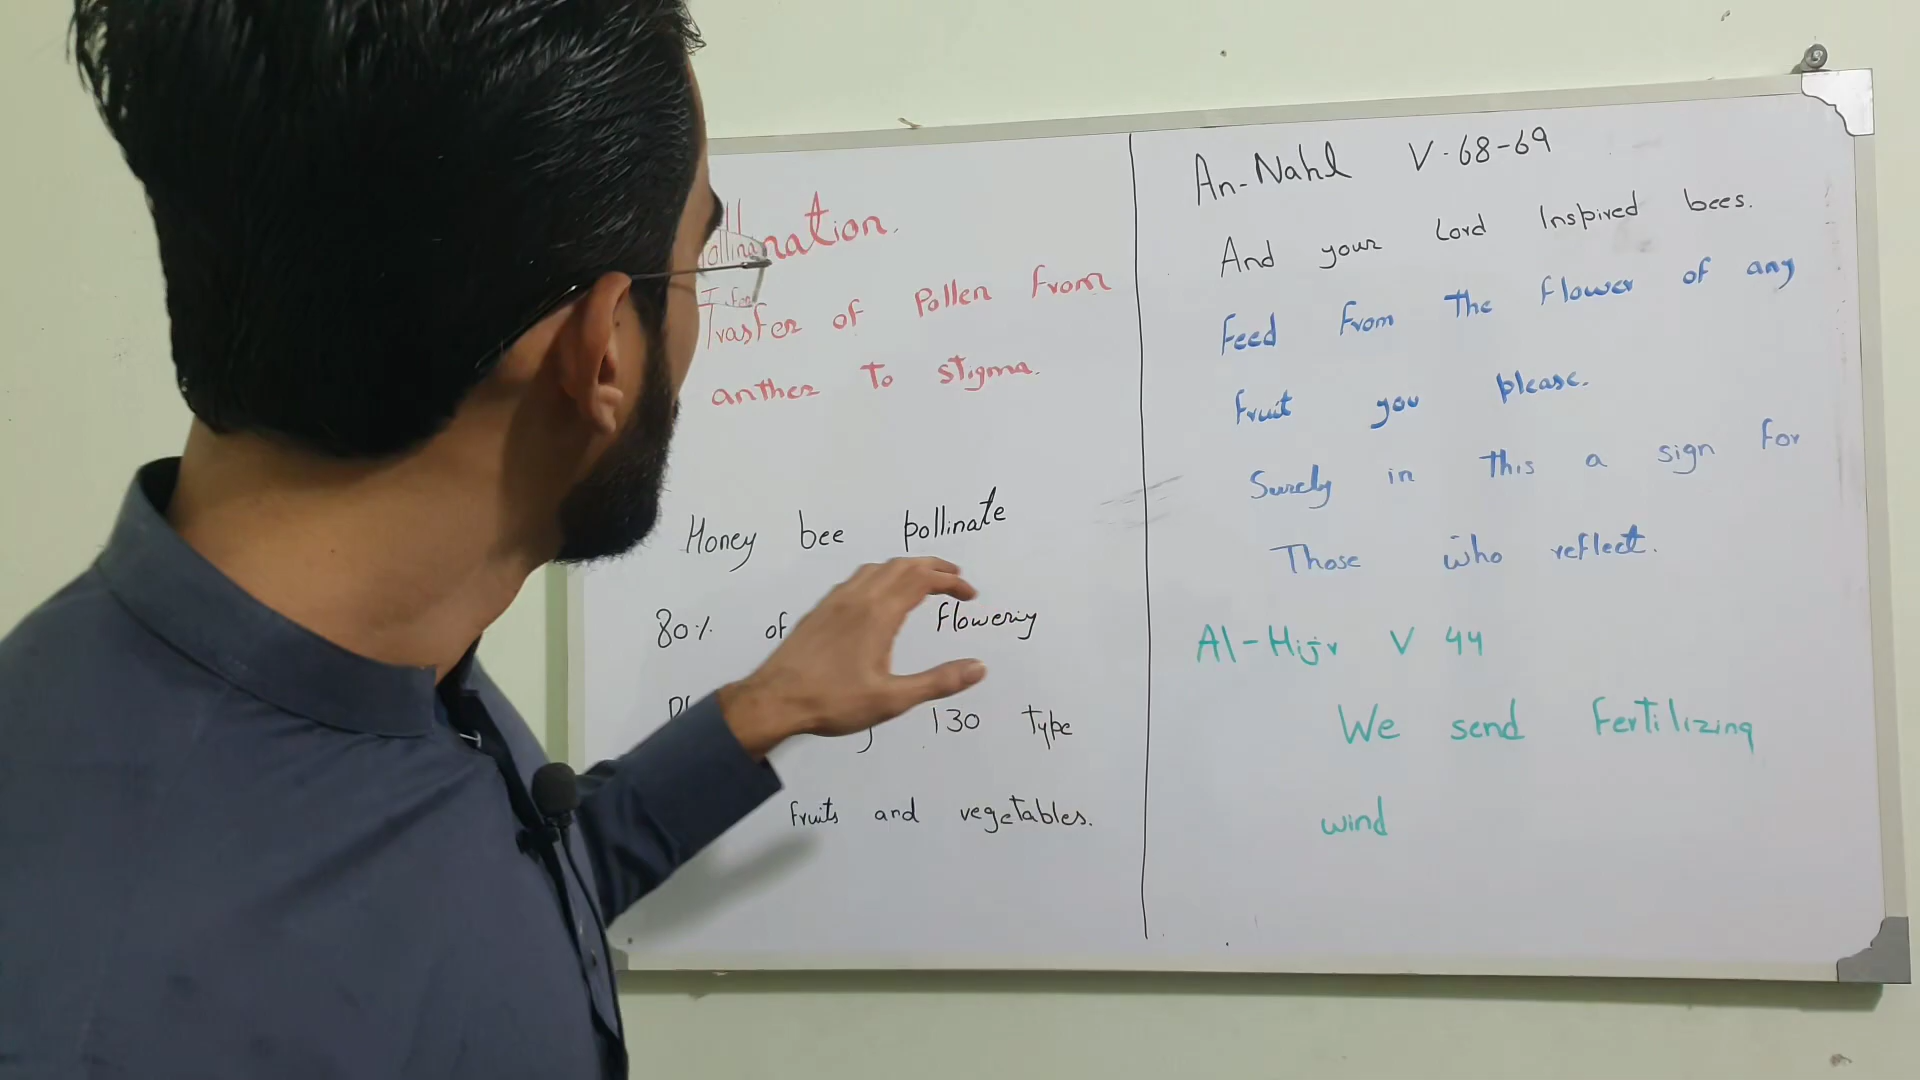 Pollination.
Trasfer of Pollen From
anther To stigma.
Honey bee pollinate
80% of flowering
130 Type
fruits and vegetables.
An-Nahl V.68-69
And your Lord Inspired bees.
Feed From The flower of any
fruit you please.
Surely in This a sign For
Those who reflect.
Al-Hijr V 44
We send Fertilizing
wind